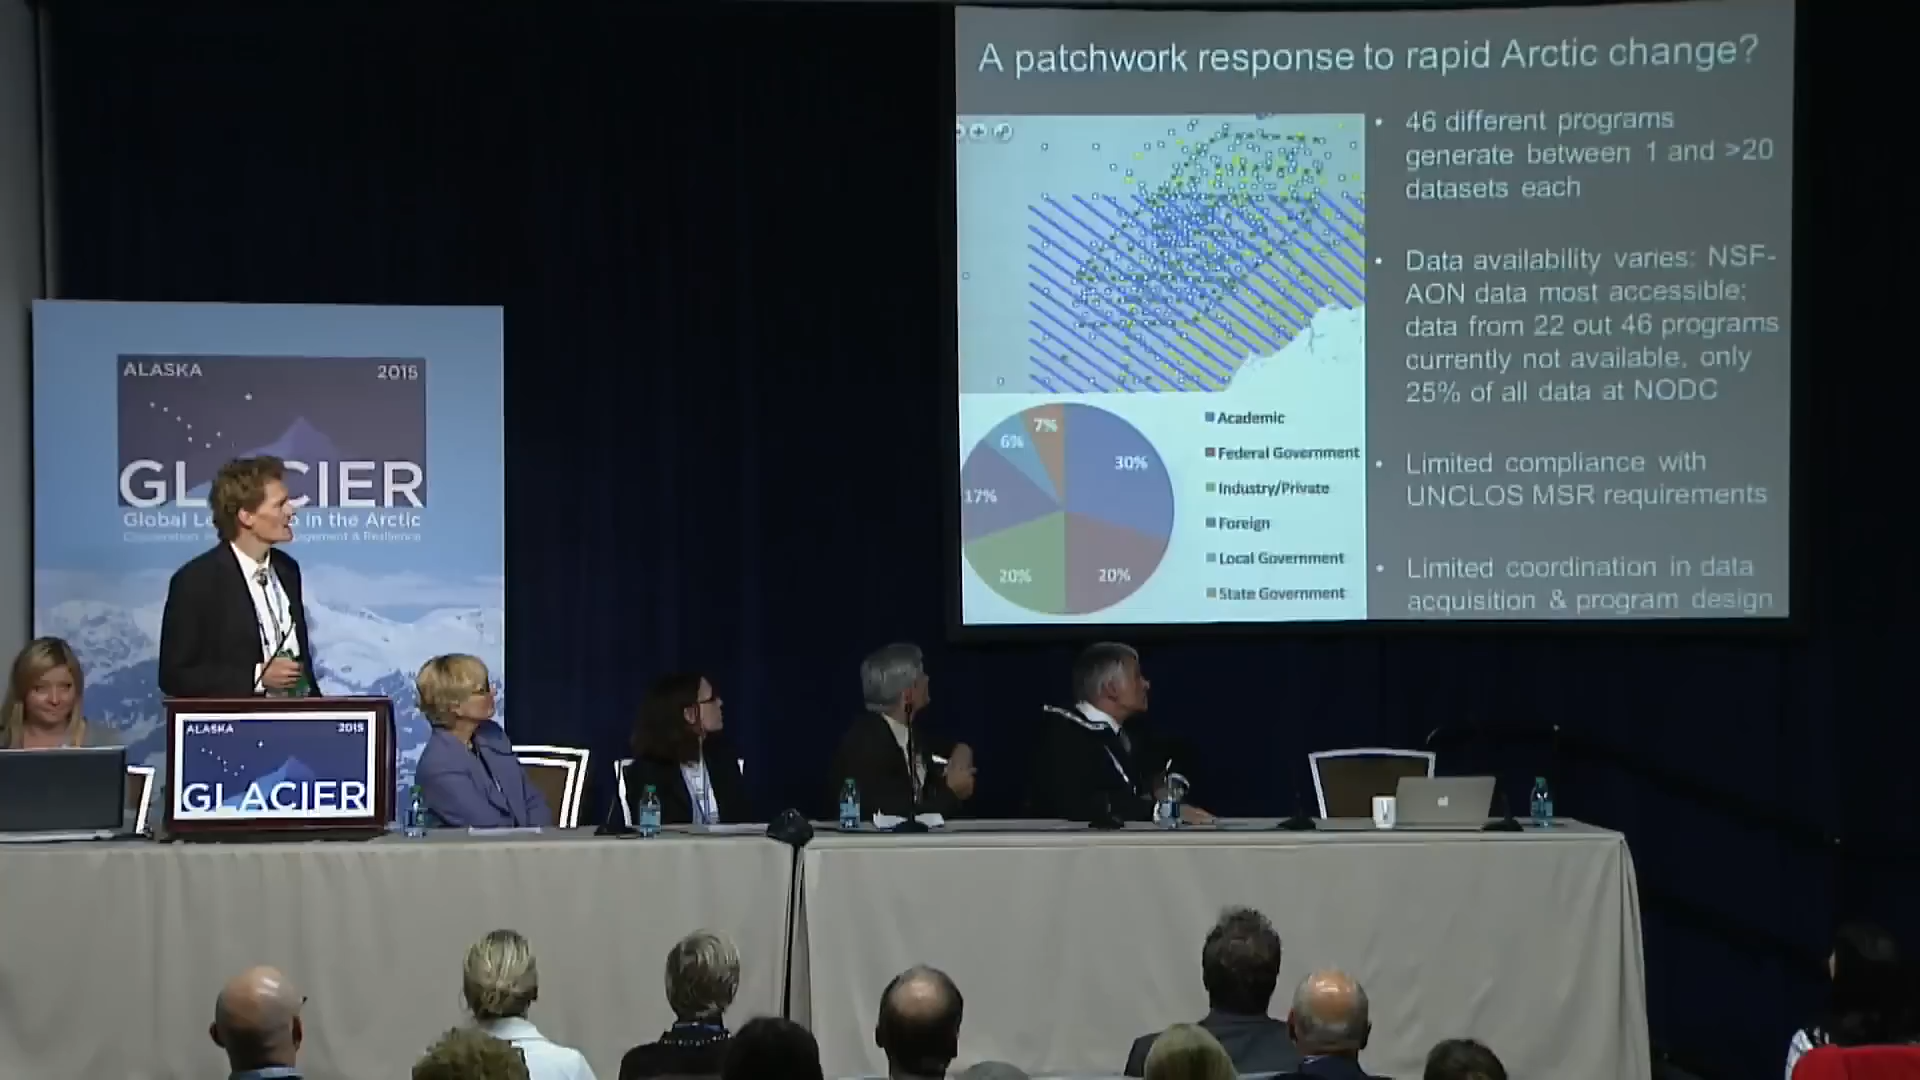 A patchwork response to rapid Arctic change?
• 46 different programs
generate between 1 and >20
datasets each
• Data availability varies: NSF-
AON data most accessible;
data from 22 out 46 programs
currently not available, only
25% of all data at NODC
• Limited compliance with
UNCLOS MSR requirements
• Limited coordination in data
acquisition & program design
7%
6%
30%
17%
20%
20%
Academic
Federal Government
Industry/Private
Foreign
Local Government
State Government
ALASKA 2015
GL CIER
Global Le in the Arctic
& Resilience
ALASKA 2015
GLACIER